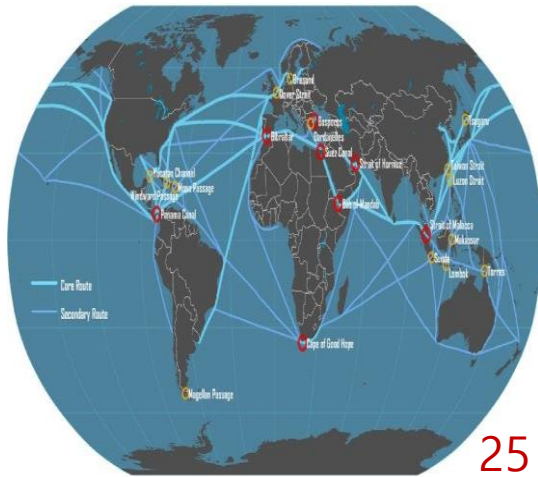 Oresund
Dover Strait
Bosporus
Dardanelles
Gibraltar
Suez Canal
Strait of Hormuz
Tsugaru
Taiwan Strait
Luzon Strait
Yucatan Channel
Mona Passage
Windward Passage
Panama Canal
Bab el-Mandab
Strait of Malacca
Makassar
Sunda
Lombok
Torres
Core Route
Secondary Route
Cape of Good Hope
Magellan Passage
25